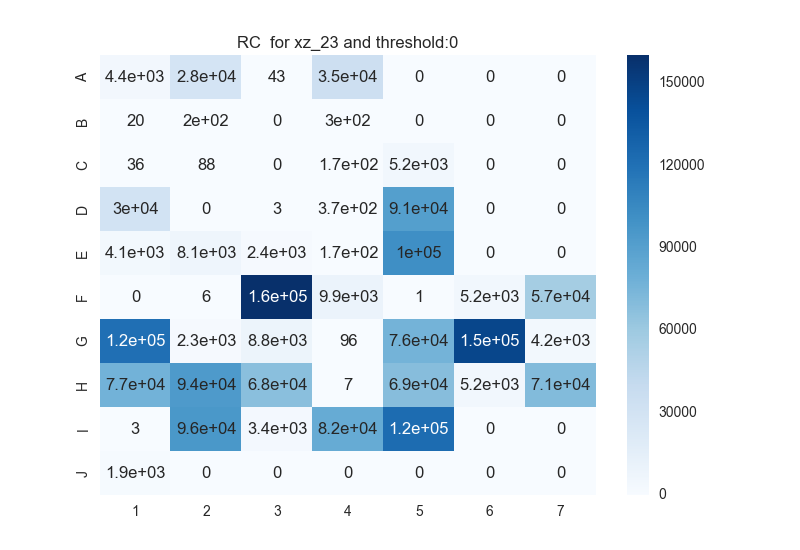 RC  for xz_23 and threshold:0
A 4.4e+03 2.8e+04 43 3.5e+04 0 0 0
B 20 2e+02 0 3e+02 0 0 0
C 36 88 0 1.7e+02 5.2e+03 0 0
D 3e+04 0 3 3.7e+02 9.1e+04 0 0
E 4.1e+03 8.1e+03 2.4e+03 1.7e+02 1e+05 0 0
F 0 6 1.6e+05 9.9e+03 1 5.2e+03 5.7e+04
G 1.2e+05 2.3e+03 8.8e+03 96 7.6e+04 1.5e+05 4.2e+03
H 7.7e+04 9.4e+04 6.8e+04 7 6.9e+04 5.2e+03 7.1e+04
I 3 9.6e+04 3.4e+03 8.2e+04 1.2e+05 0 0
J 1.9e+03 0 0 0 0 0 0
1 2 3 4 5 6 7
150000
120000
90000
60000
30000
0